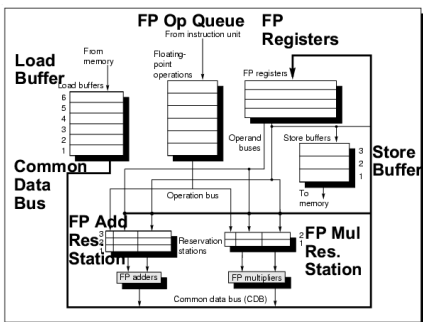 FP Op Queue
FP
Registers
From instruction unit
Load
Buffer
From
memory
Floating-
point
operations
FP registers
Load buffers
6
5
4
3
2
1
Operand
buses
Store buffers
3
2
1
Store
Buffer
Common
Data
Bus
Operation bus
To
memory
FP Add
Res.
Station
3
2
1
Reservation
stations
2
1
FP Mul
Res.
Station
FP adders
FP multipliers
Common data bus (CDB)